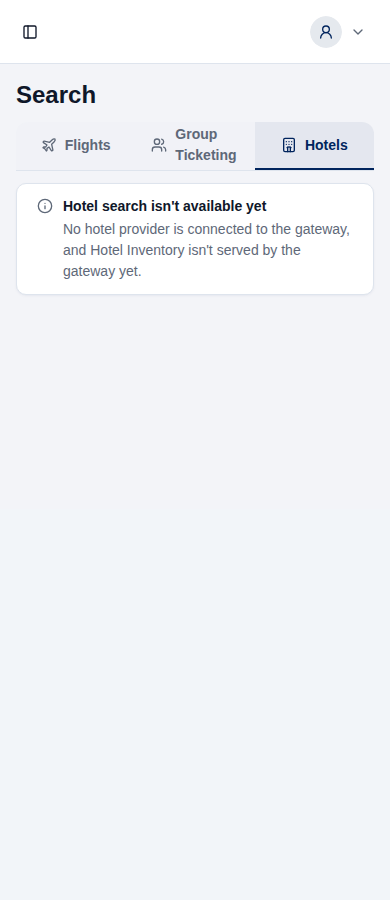 Search
Flights
Group
Ticketing
Hotels
Hotel search isn't available yet
No hotel provider is connected to the gateway,
and Hotel Inventory isn't served by the
gateway yet.